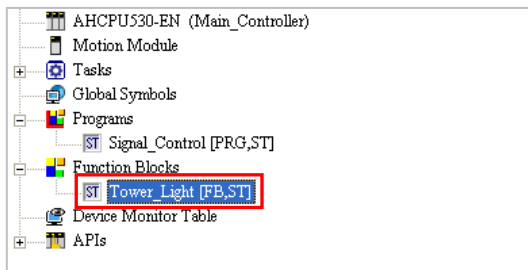 AHCPU530-EN (Main_Controller)
Motion Module
Tasks
Global Symbols
Programs
ST Signal_Control [PRG,ST]
Function Blocks
ST Tower_Light [FB,ST]
Device Monitor Table
APIs